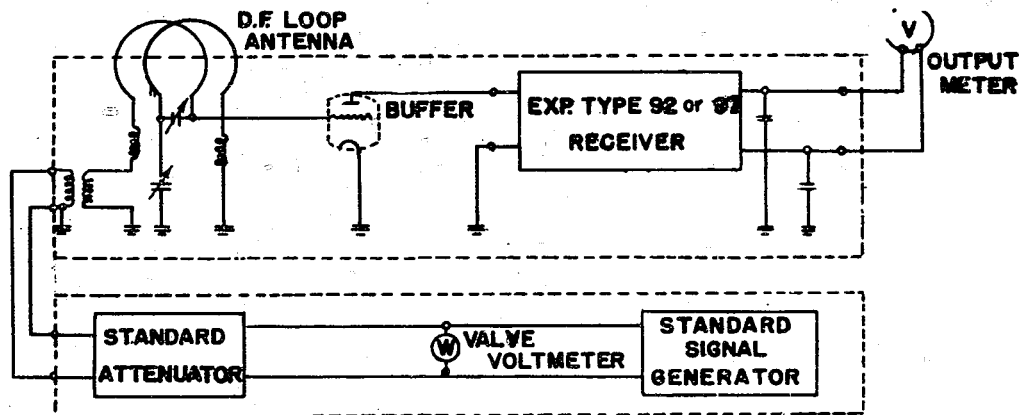 D.F. LOOP
ANTENNA
V
OUTPUT
METER
BUFFER
EXP. TYPE 92 or 97
RECEIVER
STANDARD
ATTENUATOR
W
VALVE
VOLTMETER
STANDARD
SIGNAL
GENERATOR